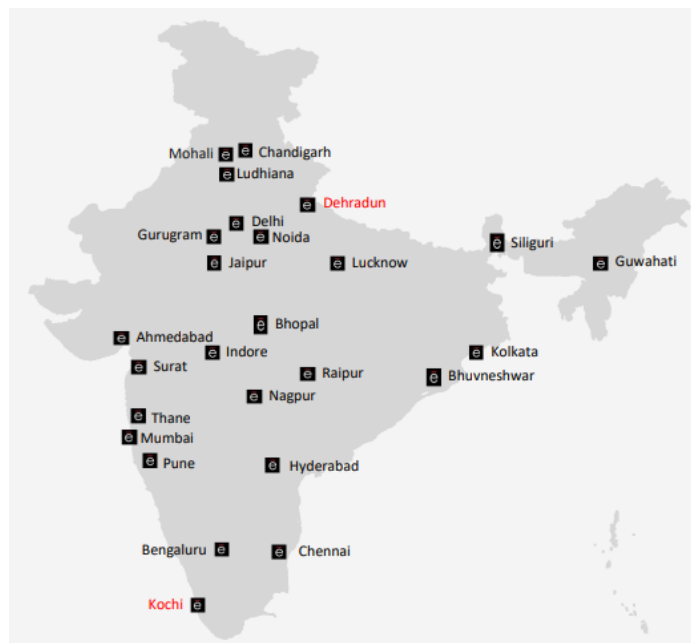 Mohali
Chandigarh
Ludhiana
Dehradun
Delhi
Gurugram
Noida
Siliguri
Jaipur
Lucknow
Guwahati
Bhopal
Ahmedabad
Indore
Kolkata
Surat
Raipur
Bhuvneshwar
Nagpur
Thane
Mumbai
Pune
Hyderabad
Bengaluru
Chennai
Kochi